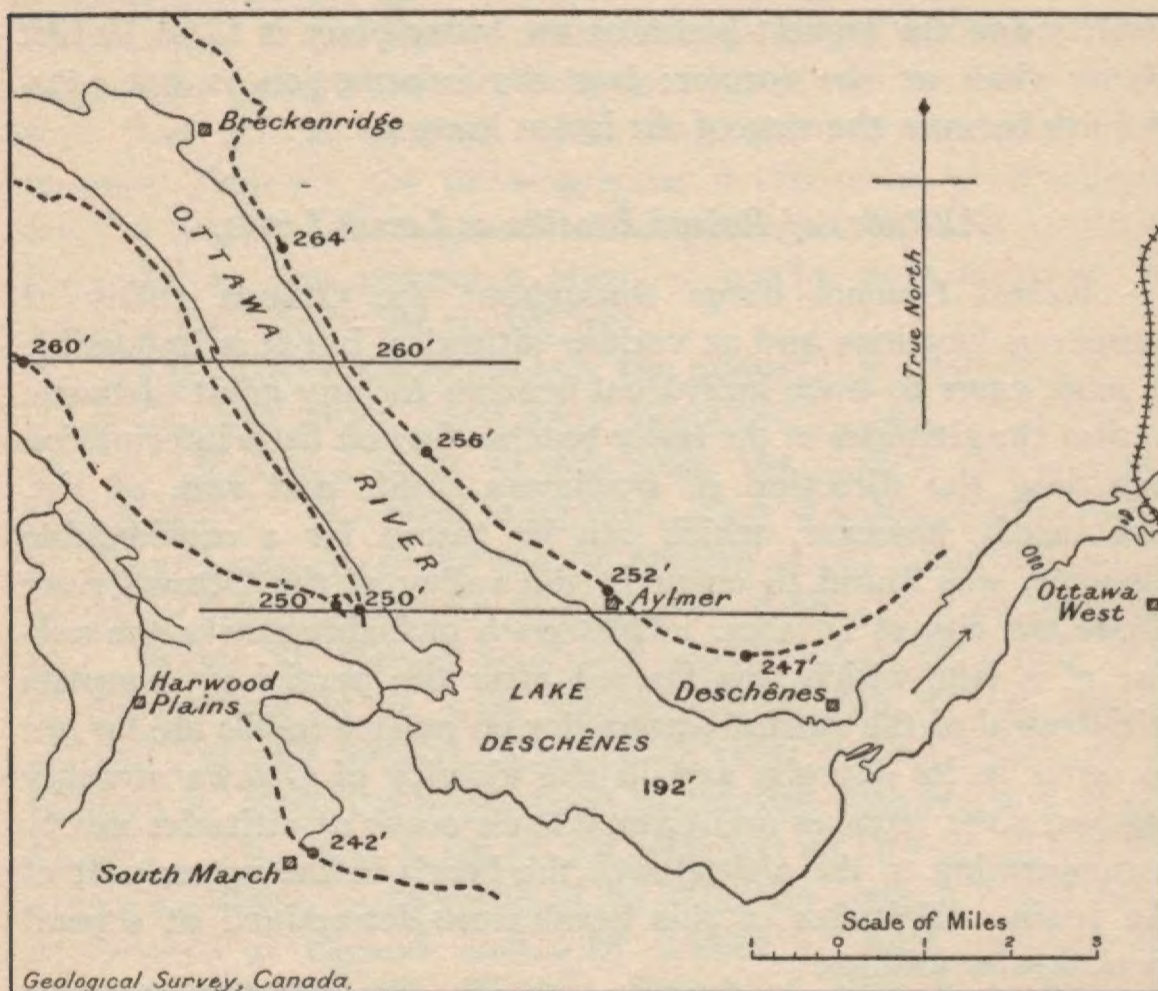 Breckenridge
OTTAWA
264'
True North
260'
260'
256'
RIVER
252'
Aylmer
250'
250'
Ottawa
West
247'
Harwood
Plains
LAKE
Deschênes
DESCHÊNES
192'
242'
South March
Scale of Miles
1 0 1 2 3
Geological Survey, Canada.